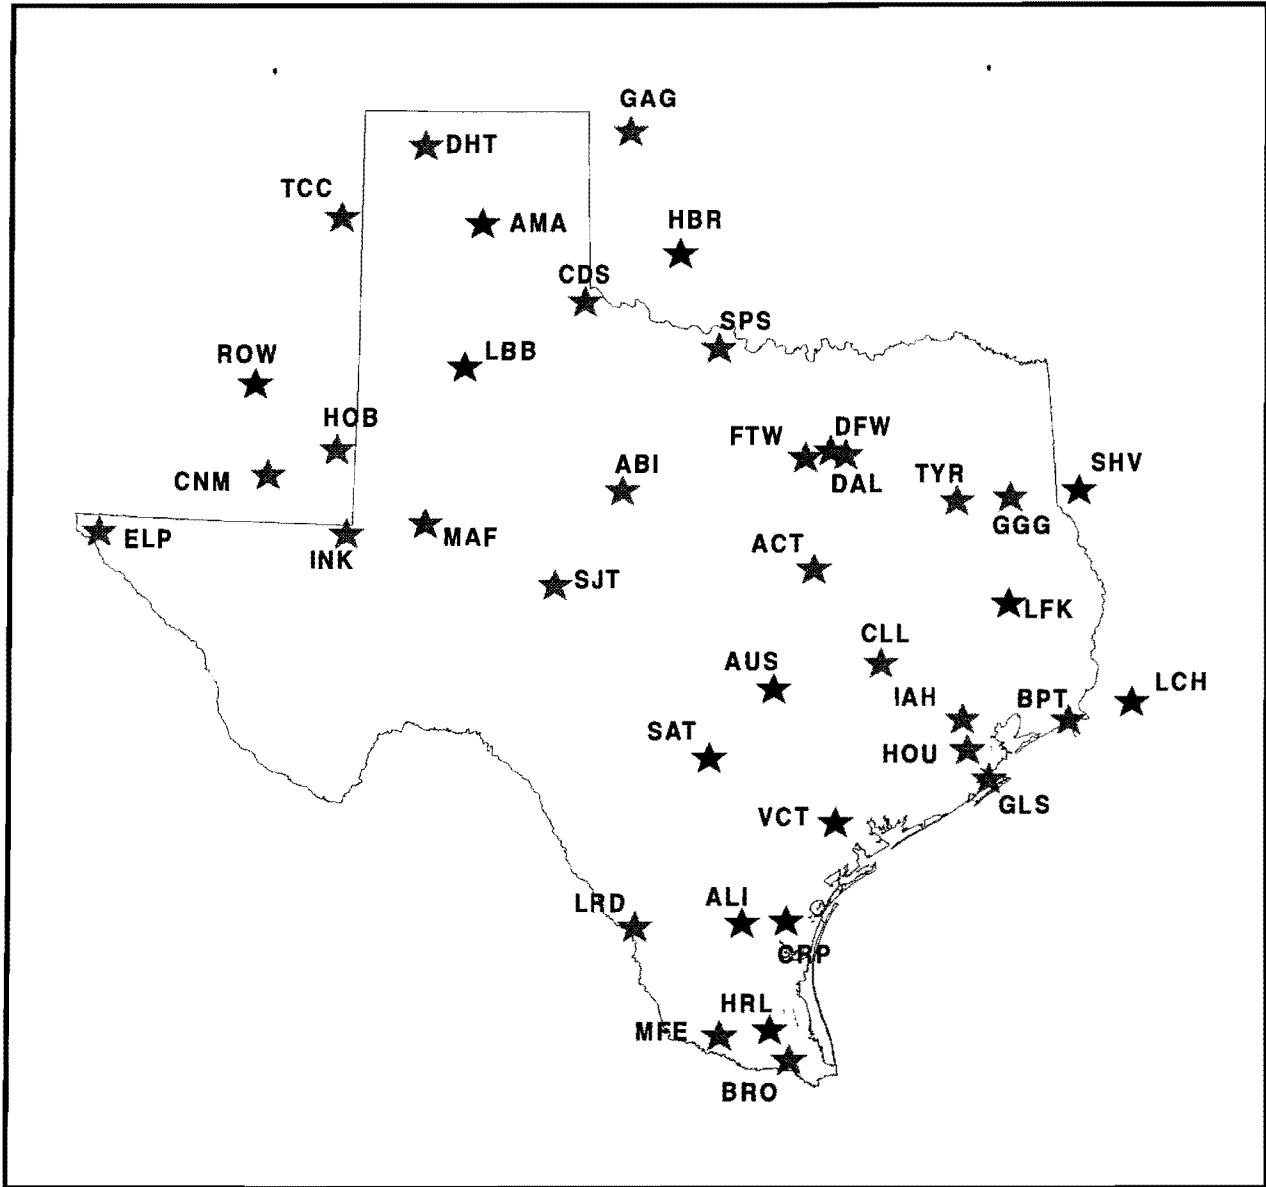 GAG
DHT
TCC
AMA
HBR
CDS
SPS
ROW
LBB
HOB
FTW
DFW
CNM
ABI
DAL
TYR
SHV
GGG
ELP
INK
MAF
ACT
SJT
LFK
CLL
AUS
IAH
BPT
LCH
SAT
HOU
GLS
VCT
LRD
ALI
CRP
HRL
MFE
BRO